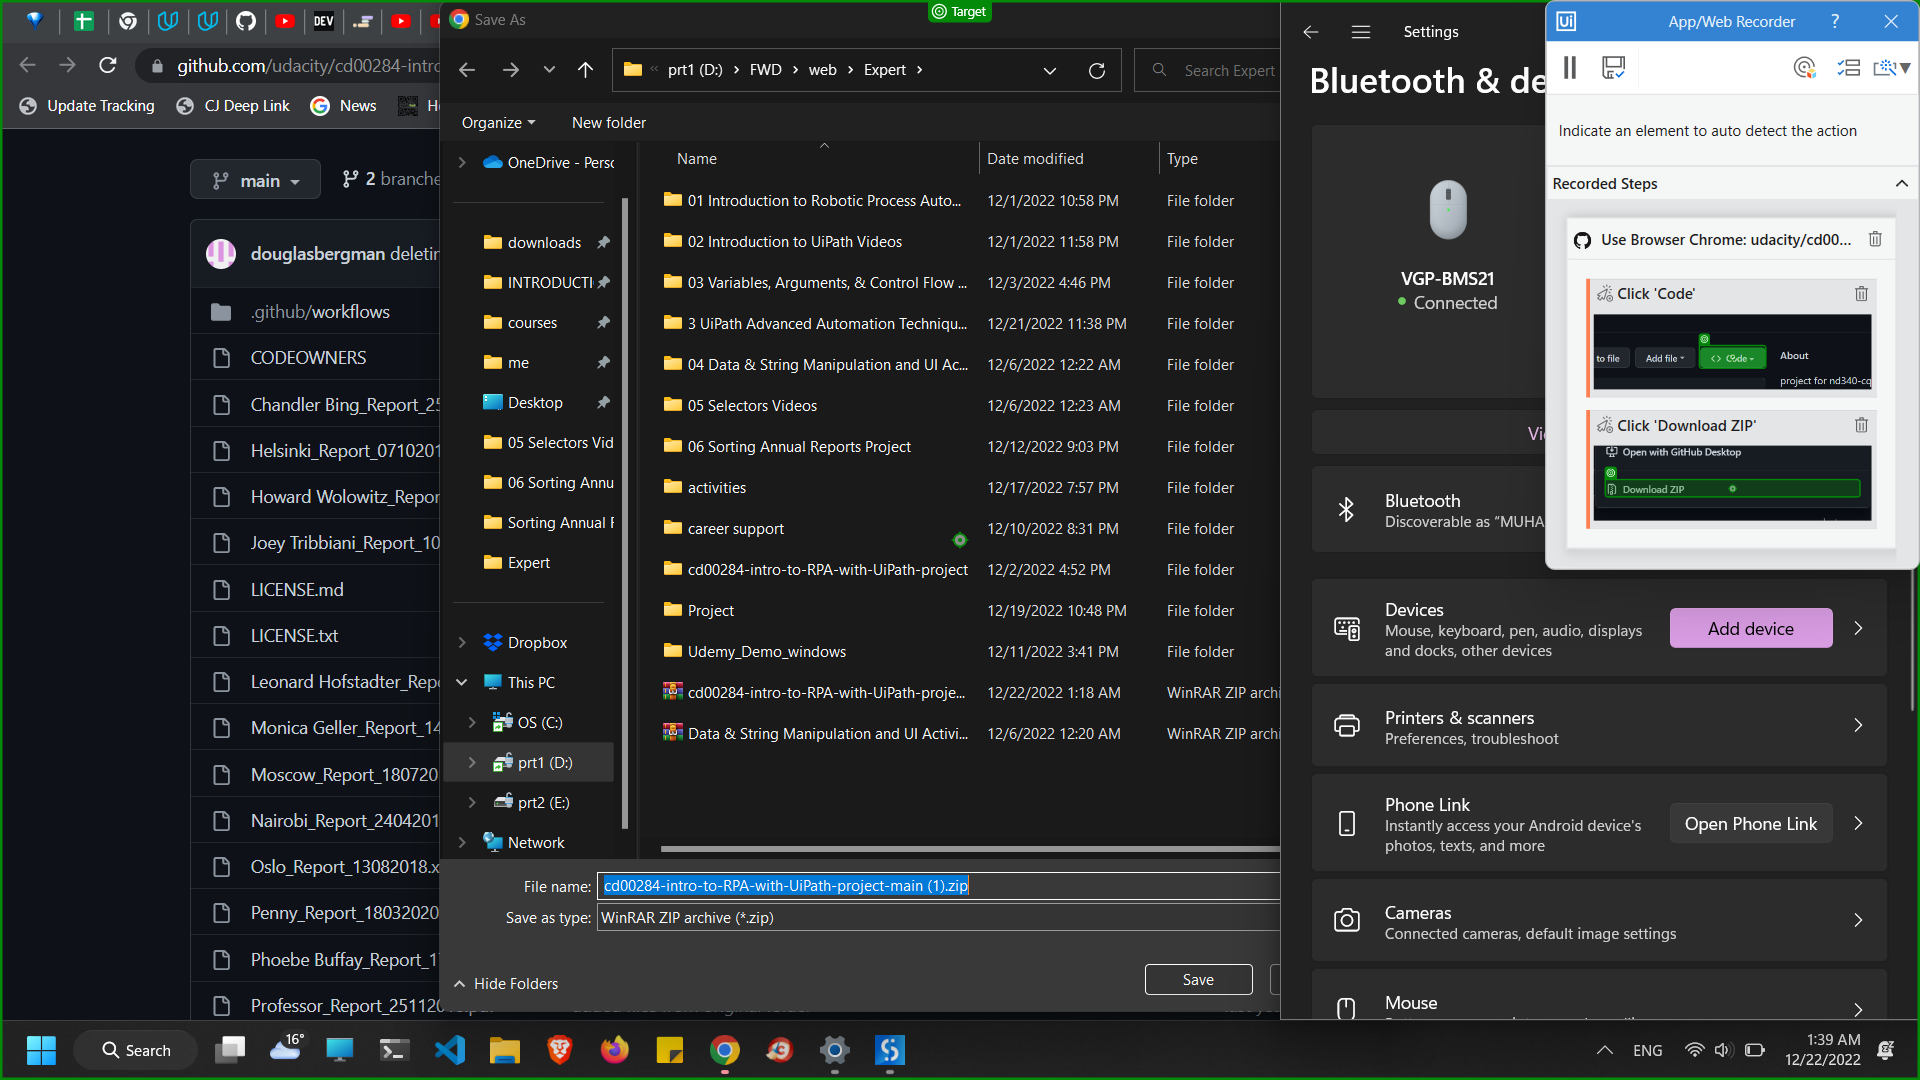 Target
DEV
github.com/udacity/cd00284-intro
Update Tracking
CJ Deep Link
News
main
2 branche
douglasbergman deletin
.github/workflows
CODEOWNERS
Chandler Bing_Report_25
Helsinki_Report_0710201
Howard Wolowitz_Repor
Joey Tribbiani_Report_10
LICENSE.md
LICENSE.txt
Leonard Hofstadter_Repo
Monica Geller_Report_14
Moscow_Report_180720
Nairobi_Report_2404201
Oslo_Report_13082018.x
Penny_Report_18032020
Phoebe Buffay_Report_17
Save As
prt1 (D:) › FWD › web › Expert ›
Search Expert
Organize
New folder
Name
Date modified
Type
OneDrive - Perso
downloads
INTRODUCTI
courses
me
Desktop
05 Selectors Vid
06 Sorting Annu
Sorting Annual R
Expert
Dropbox
This PC
OS (C:)
prt1 (D:)
prt2 (E:)
Network
01 Introduction to Robotic Process Auto... 12/1/2022 10:58 PM File folder
02 Introduction to UiPath Videos 12/1/2022 11:58 PM File folder
03 Variables, Arguments, & Control Flow ... 12/3/2022 4:46 PM File folder
3 UiPath Advanced Automation Techniqu... 12/21/2022 11:38 PM File folder
04 Data & String Manipulation and UI Ac... 12/6/2022 12:22 AM File folder
05 Selectors Videos 12/6/2022 12:23 AM File folder
06 Sorting Annual Reports Project 12/12/2022 9:03 PM File folder
activities 12/17/2022 7:57 PM File folder
career support 12/10/2022 8:31 PM File folder
cd00284-intro-to-RPA-with-UiPath-project 12/2/2022 4:52 PM File folder
Project 12/19/2022 10:48 PM File folder
Udemy_Demo_windows 12/11/2022 3:41 PM File folder
cd00284-intro-to-RPA-with-UiPath-proje... 12/22/2022 1:18 AM WinRAR ZIP archi
Data & String Manipulation and UI Activi... 12/6/2022 12:20 AM WinRAR ZIP archi
File name: cd00284-intro-to-RPA-with-UiPath-project-main (1).zip
Save as type: WinRAR ZIP archive (*.zip)
Hide Folders
Save
Settings
Bluetooth & de
VGP-BMS21
Connected
Vi
Bluetooth
Discoverable as “MUHA
Devices
Mouse, keyboard, pen, audio, displays
and docks, other devices
Add device
Printers & scanners
Preferences, troubleshoot
Phone Link
Instantly access your Android device's
photos, texts, and more
Open Phone Link
Cameras
Connected cameras, default image settings
Mouse
Ui
App/Web Recorder
?
Indicate an element to auto detect the action
Recorded Steps
Use Browser Chrome: udacity/cd00...
Click 'Code'
to file
Add file
<> Code
About
project for nd340-cq
Click 'Download ZIP'
Open with GitHub Desktop
Download ZIP
16°
Search
ENG
1:39 AM
12/22/2022